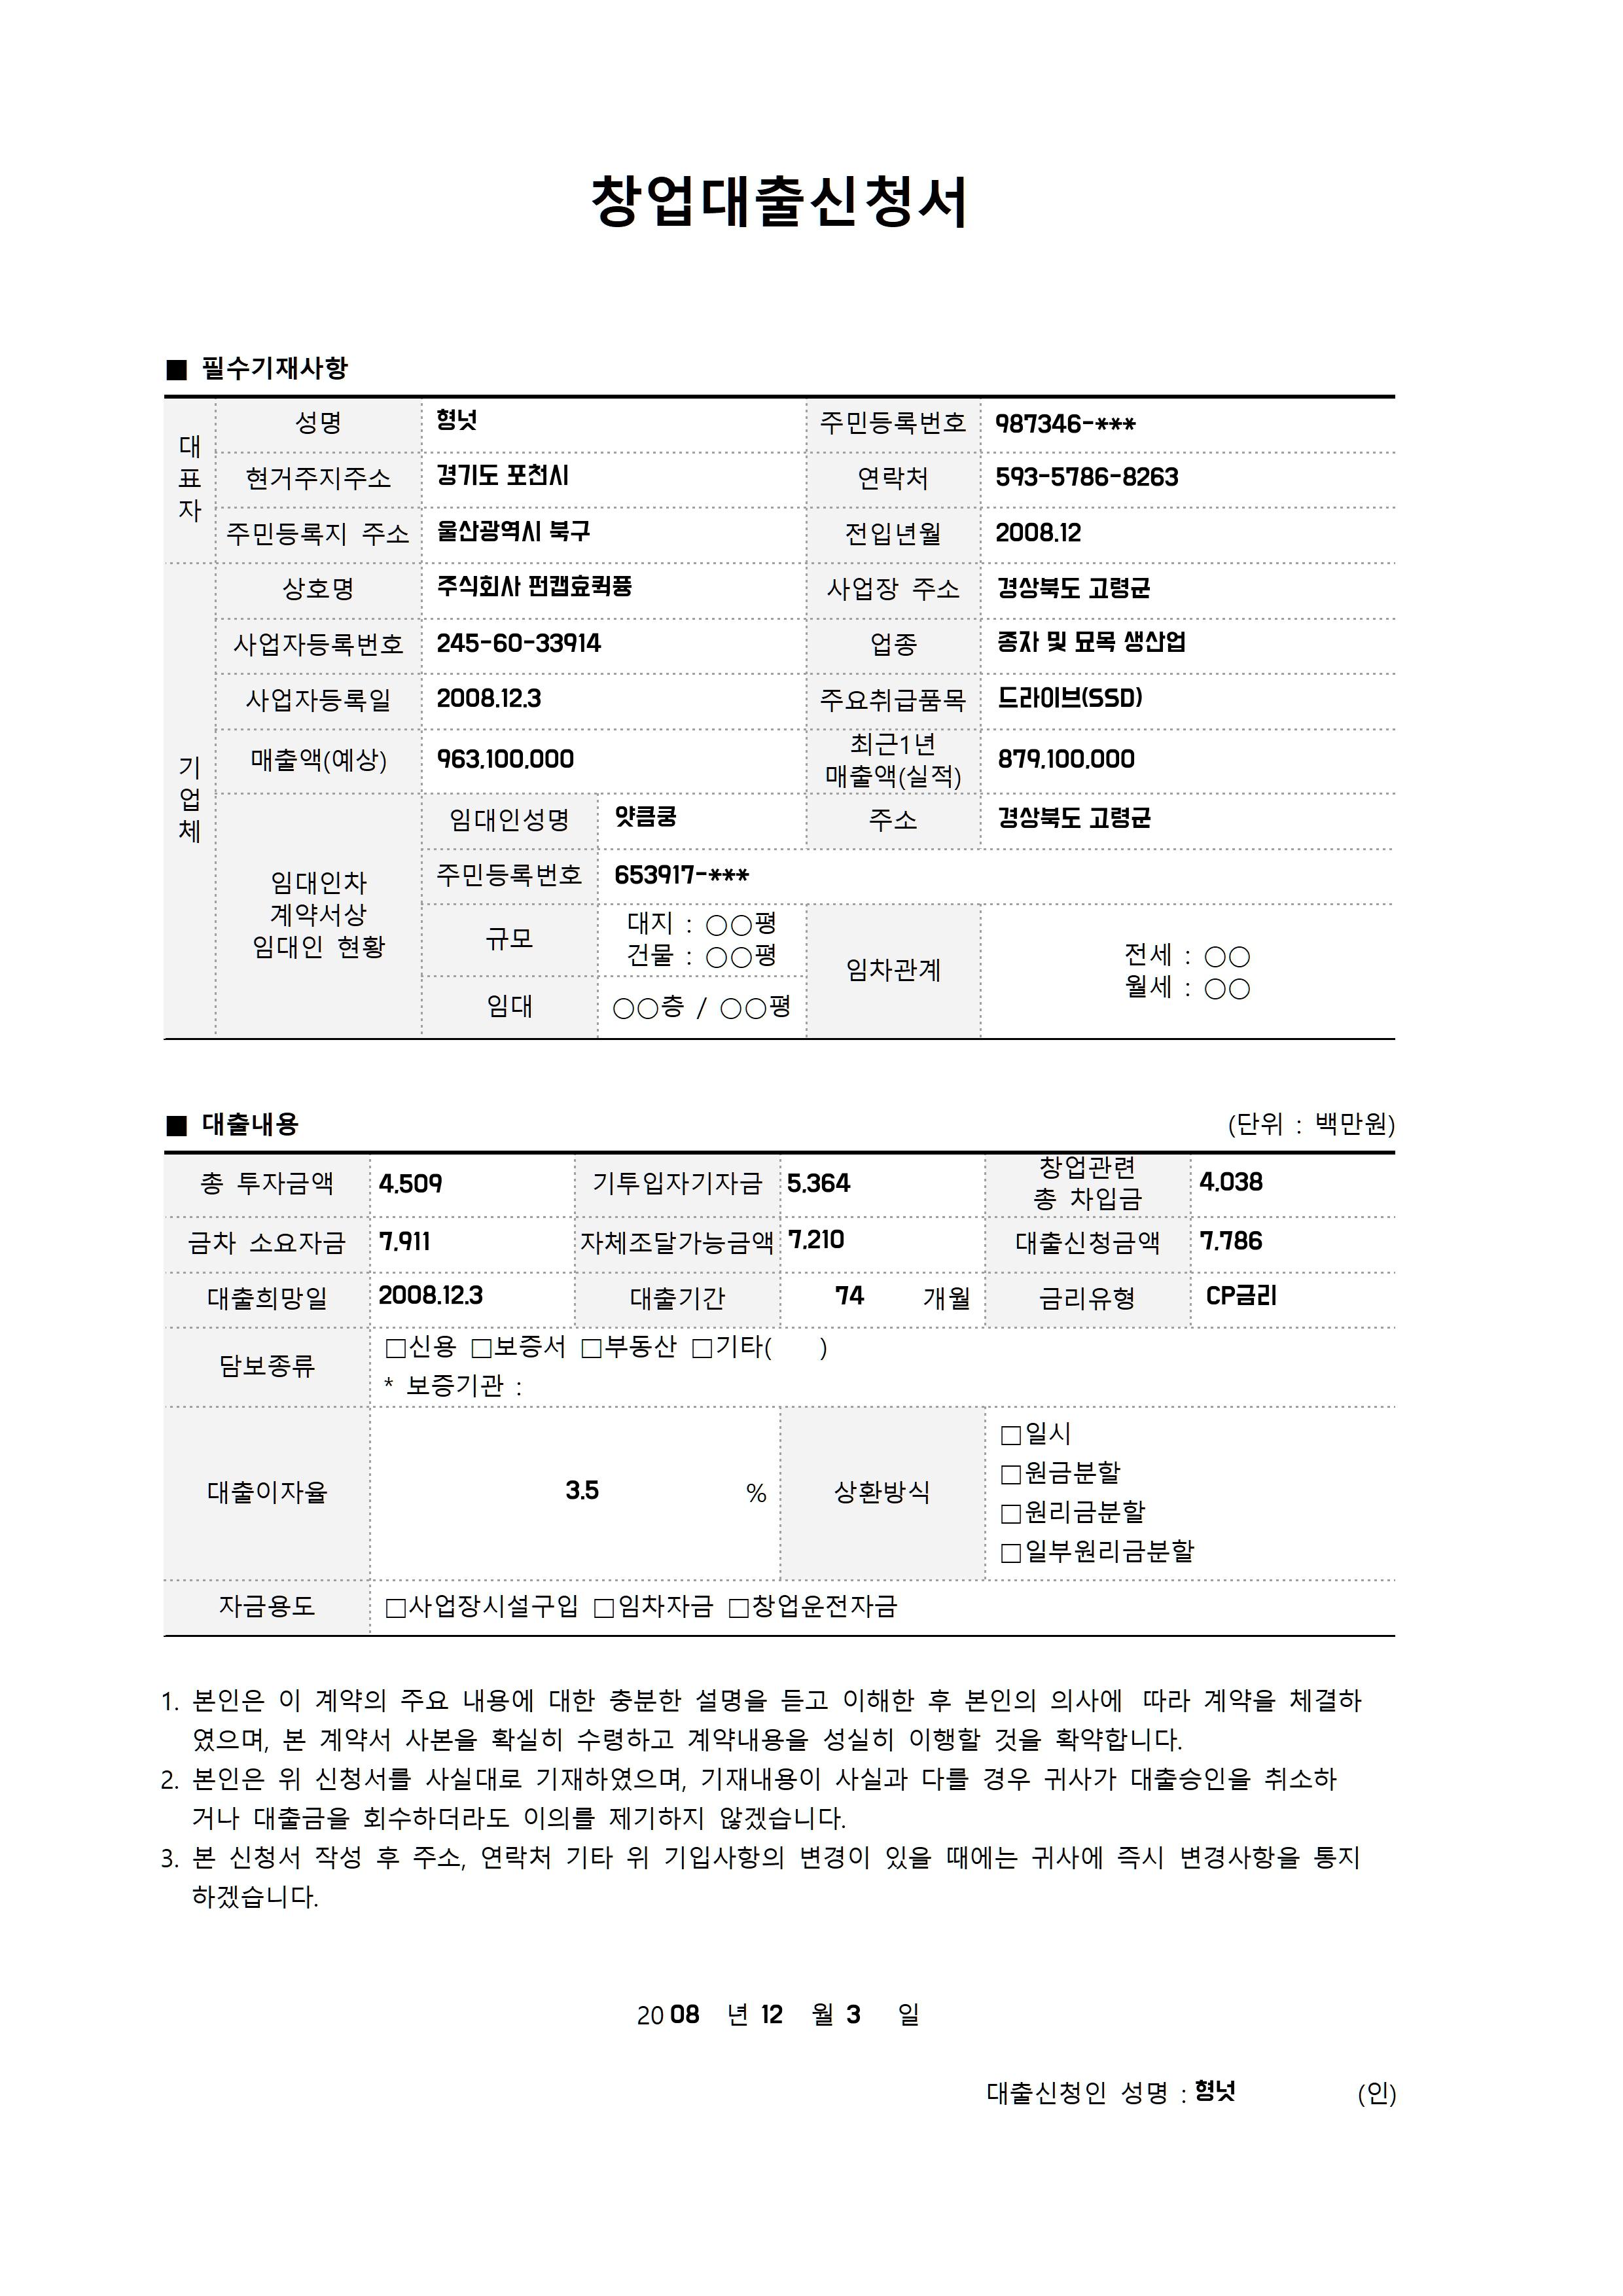 창업대출신청서
■ 필수기재사항
대표자
성명 형넛 주민등록번호 987346-***
현거주지주소 경기도 포천시 연락처 593-5786-8263
주민등록지 주소 울산광역시 북구 전입년월 2008.12
기업체
상호명 주식회사 펀캡효퀵풍 사업장 주소 경상북도 고령군
사업자등록번호 245-60-33914 업종 종자 및 묘목 생산업
사업자등록일 2008.12.3 주요취급품목 드라이브(SSD)
매출액(예상) 963,100,000 최근1년
매출액(실적) 879,100,000
임대인차
계약서상
임대인 현황
임대인성명 얏큼쿵 주소 경상북도 고령군
주민등록번호 653917-***
규모 대지 : ○○평
건물 : ○○평
임대 ○○층 / ○○평
임차관계 전세 : ○○
월세 : ○○
■ 대출내용 (단위 : 백만원)
총 투자금액 4,509 기투입자기자금 5,364 창업관련
총 차입금 4,038
금차 소요자금 7,911 자체조달가능금액 7,210 대출신청금액 7,786
대출희망일 2008.12.3 대출기간 74 개월 금리유형 CP금리
담보종류 □신용 □보증서 □부동산 □기타( )
* 보증기관 :
대출이자율 3.5 % 상환방식
□일시
□원금분할
□원리금분할
□일부원리금분할
자금용도 □사업장시설구입 □임차자금 □창업운전자금
1. 본인은 이 계약의 주요 내용에 대한 충분한 설명을 듣고 이해한 후 본인의 의사에 따라 계약을 체결하
였으며, 본 계약서 사본을 확실히 수령하고 계약내용을 성실히 이행할 것을 확약합니다.
2. 본인은 위 신청서를 사실대로 기재하였으며, 기재내용이 사실과 다를 경우 귀사가 대출승인을 취소하
거나 대출금을 회수하더라도 이의를 제기하지 않겠습니다.
3. 본 신청서 작성 후 주소, 연락처 기타 위 기입사항의 변경이 있을 때에는 귀사에 즉시 변경사항을 통지
하겠습니다.
20 08 년 12 월 3 일
대출신청인 성명 : 형넛 (인)